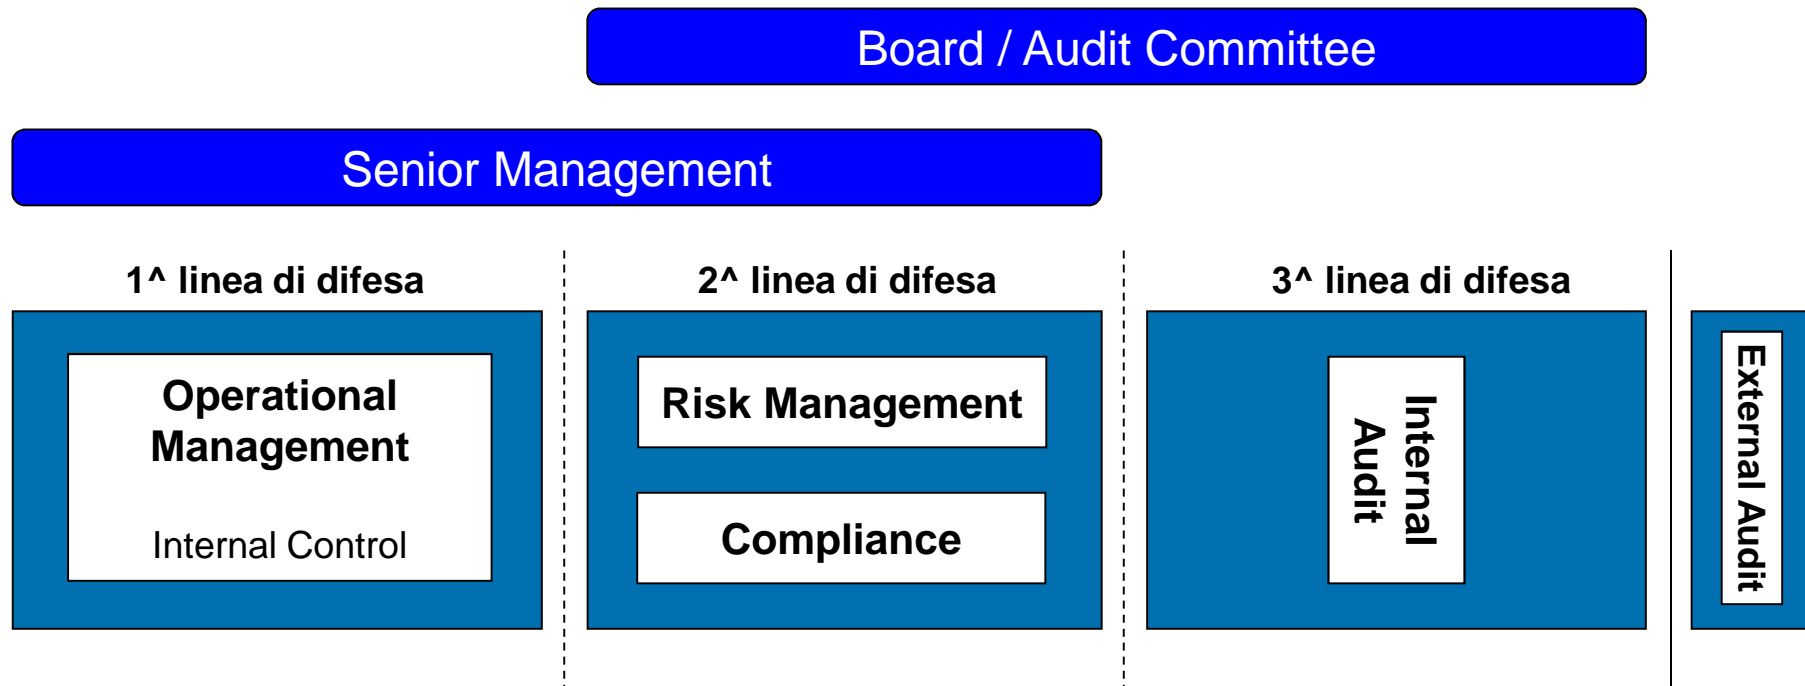 Board / Audit Committee
Senior Management
1^ linea di difesa
2^ linea di difesa
3^ linea di difesa
Operational
Management
Internal Control
Risk Management
Compliance
Internal
Audit
External Audit